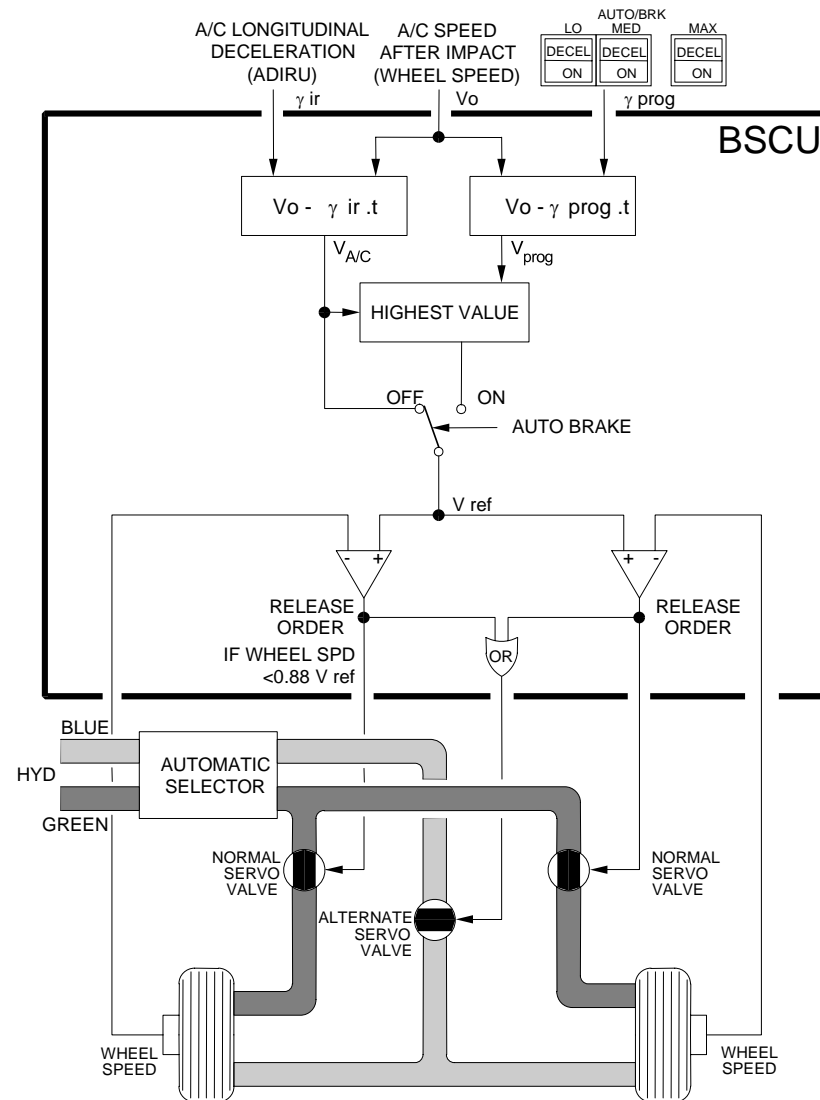 A/C LONGITUDINAL
DECELERATION
(ADIRU)
A/C SPEED
AFTER IMPACT
(WHEEL SPEED)
AUTO/BRK
LO MED MAX
DECEL DECEL DECEL
ON ON ON
γ ir Vo γ prog
BSCU
Vo - γ ir .t
Vo - γ prog .t
V A/C
V prog
HIGHEST VALUE
OFF ON
AUTO BRAKE
V ref
- + + -
RELEASE
ORDER
RELEASE
ORDER
OR
IF WHEEL SPD
<0.88 V ref
BLUE
HYD
GREEN
AUTOMATIC
SELECTOR
NORMAL
SERVO
VALVE
NORMAL
SERVO
VALVE
ALTERNATE
SERVO
VALVE
WHEEL
SPEED
WHEEL
SPEED